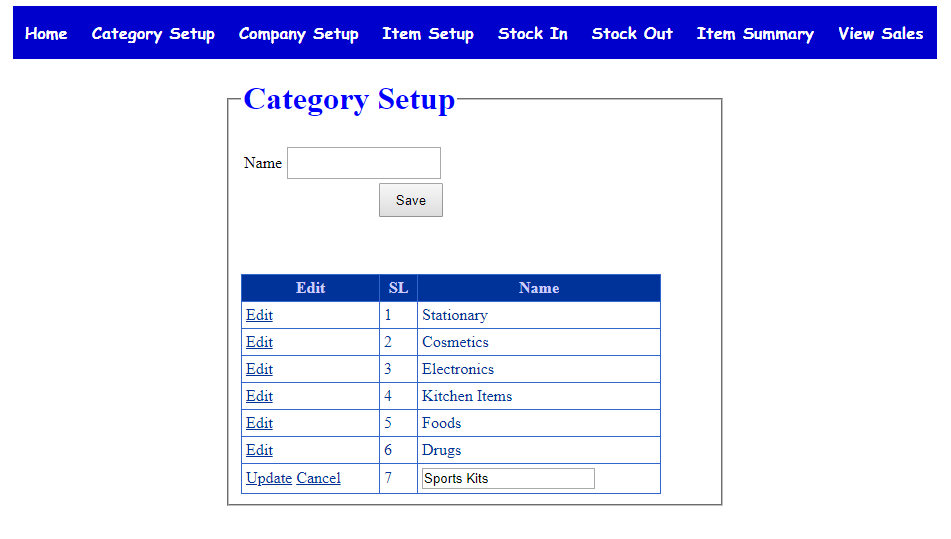 Home Category Setup Company Setup Item Setup Stock In Stock Out Item Summary View Sales
Category Setup
Name
Save
Edit SL Name
Edit 1 Stationary
Edit 2 Cosmetics
Edit 3 Electronics
Edit 4 Kitchen Items
Edit 5 Foods
Edit 6 Drugs
Update Cancel 7 Sports Kits